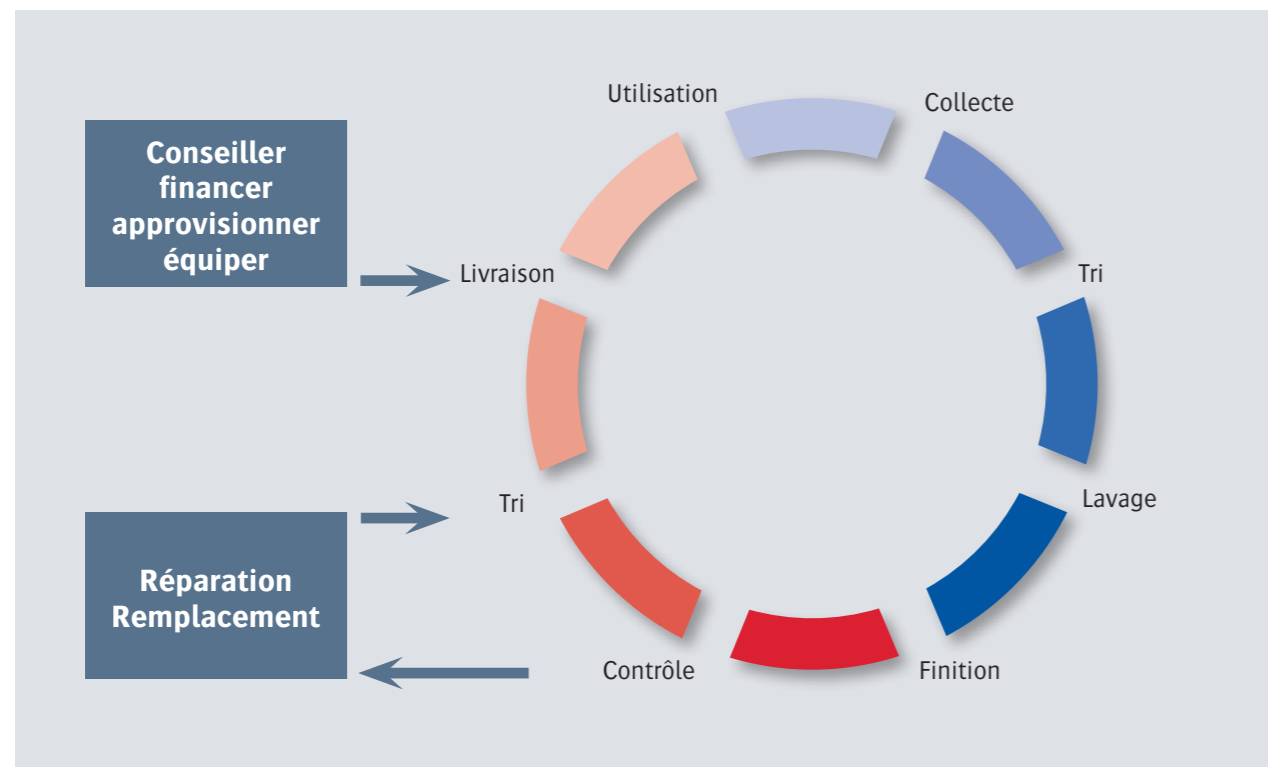 Utilisation
Collecte
Conseiller
financer
approvisionner
équiper
Livraison
Tri
Tri
Lavage
Réparation
Remplacement
Contrôle
Finition